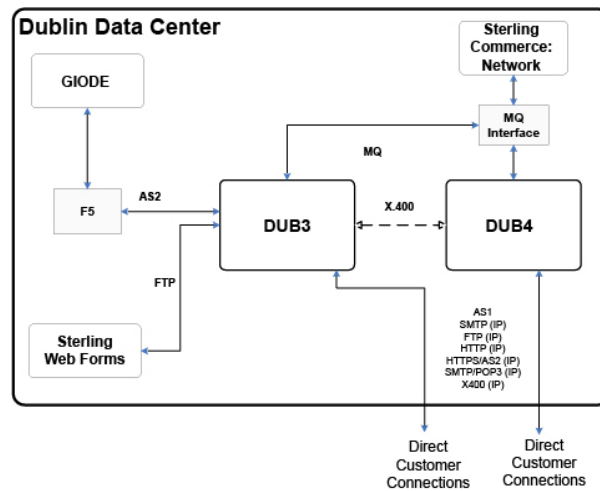 Dublin Data Center
Sterling
Commerce:
Network
GIODE
MQ
Interface
MQ
AS2
F5
X.400
DUB3
DUB4
FTP
Sterling
Web Forms
AS1
SMTP (IP)
FTP (IP)
HTTP (IP)
HTTPS/AS2 (IP)
SMTP/POP3 (IP)
X400 (IP)
Direct
Customer
Connections
Direct
Customer
Connections